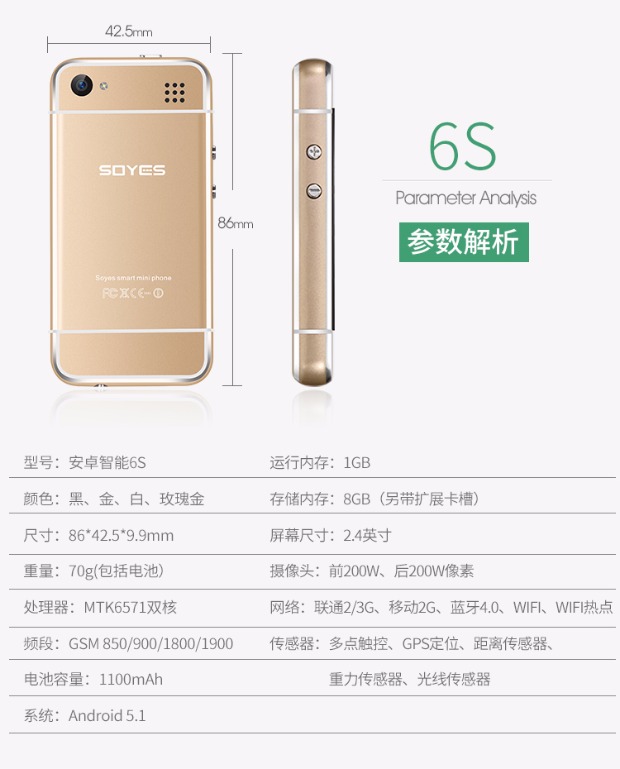 42.5mm
SOYES
86mm
Soyes smart mini phone
FC CE
6S
Parameter Analysis
参数解析
型号：安卓智能6S
运行内存：1GB
颜色：黑、金、白、玫瑰金
存储内存：8GB（另带扩展卡槽）
尺寸：86*42.5*9.9mm
屏幕尺寸：2.4英寸
重量：70g(包括电池）
摄像头：前200W、后200W像素
处理器：MTK6571双核
网络：联通2/3G、移动2G、蓝牙4.0、WIFI、WIFI热点
频段：GSM 850/900/1800/1900
传感器：多点触控、GPS定位、距离传感器、
电池容量：1100mAh
重力传感器、光线传感器
系统：Android 5.1